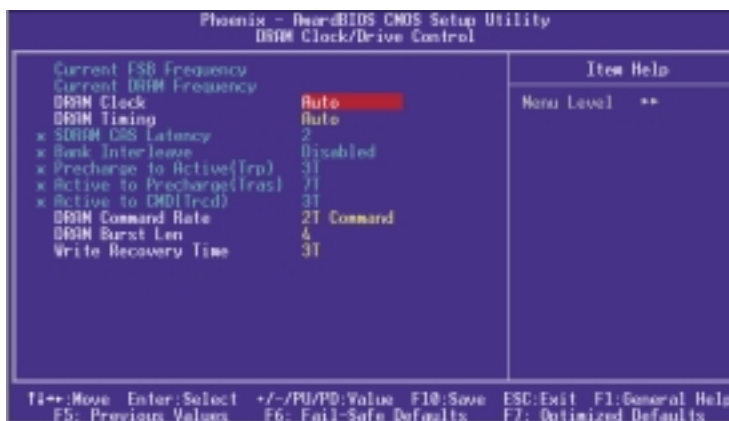 Phoenix - AwardBIOS CMOS Setup Utility
DRAM Clock/Drive Control
Current FSB Frequency
Current DRAM Frequency
DRAM Clock Auto
DRAM Timing Auto
x SDRAM CAS Latency 2
x Bank Interleave Disabled
x Precharge to Active(Trp) 3T
x Active to Precharge(Tras) 7T
x Active to CMD(Trcd) 3T
DRAM Command Rate 2T Command
DRAM Burst Len 4
Write Recovery Time 3T
Item Help
Menu Level ▸▸
↑↓→←:Move Enter:Select +/-/PU/PD:Value F10:Save ESC:Exit F1:General Help
F5: Previous Values F6: Fail-Safe Defaults F7: Optimized Defaults